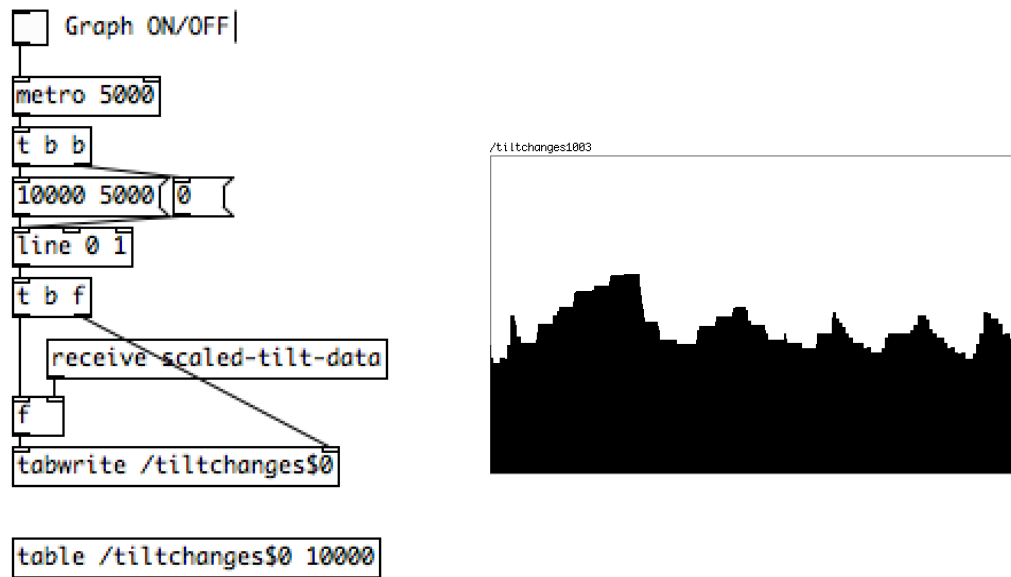 Graph ON/OFF
metro 5000
t b b
10000 5000
0
line 0 1
t b f
receive scaled-tilt-data
f
tabwrite /tiltchanges$0
table /tiltchanges$0 10000
/tiltchanges1003